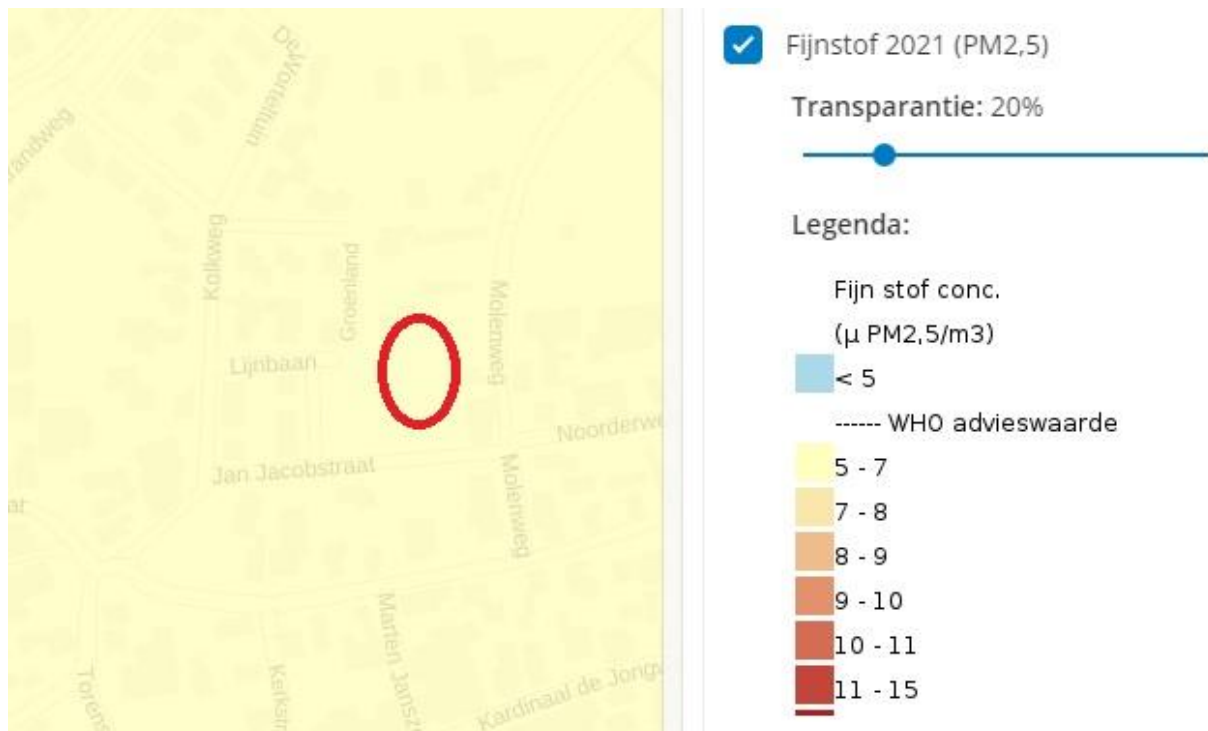 De Worteltuin
Kolkweg
Groenland
Molenweg
Lijnbaan
Jan Jacobstraat
Molenweg
Marten Jansz
Kardinaal de Jong
Fijnstof 2021 (PM2,5)
Transparantie: 20%
Legenda:
Fijn stof conc.
(µ PM2,5/m3)
< 5
------ WHO advieswaarde
5 - 7
7 - 8
8 - 9
9 - 10
10 - 11
11 - 15